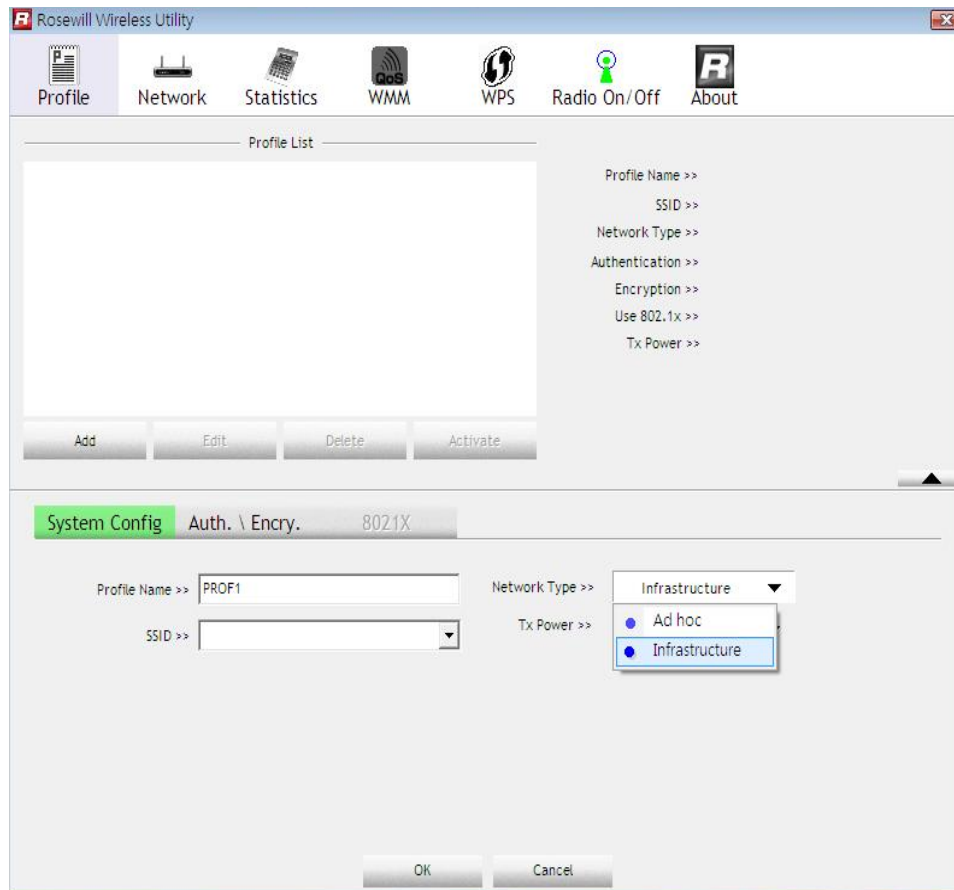 Rosewill Wireless Utility
Profile
Network
Statistics
QoS
WMM
WPS
Radio On/Off
About
Profile List
Profile Name >>
SSID >>
Network Type >>
Authentication >>
Encryption >>
Use 802.1x >>
Tx Power >>
Add
Edit
Delete
Activate
System Config
Auth. \ Encry.
8021X
Profile Name >> PROF1
Network Type >> Infrastructure
SSID >>
Tx Power >>
Ad hoc
Infrastructure
OK
Cancel